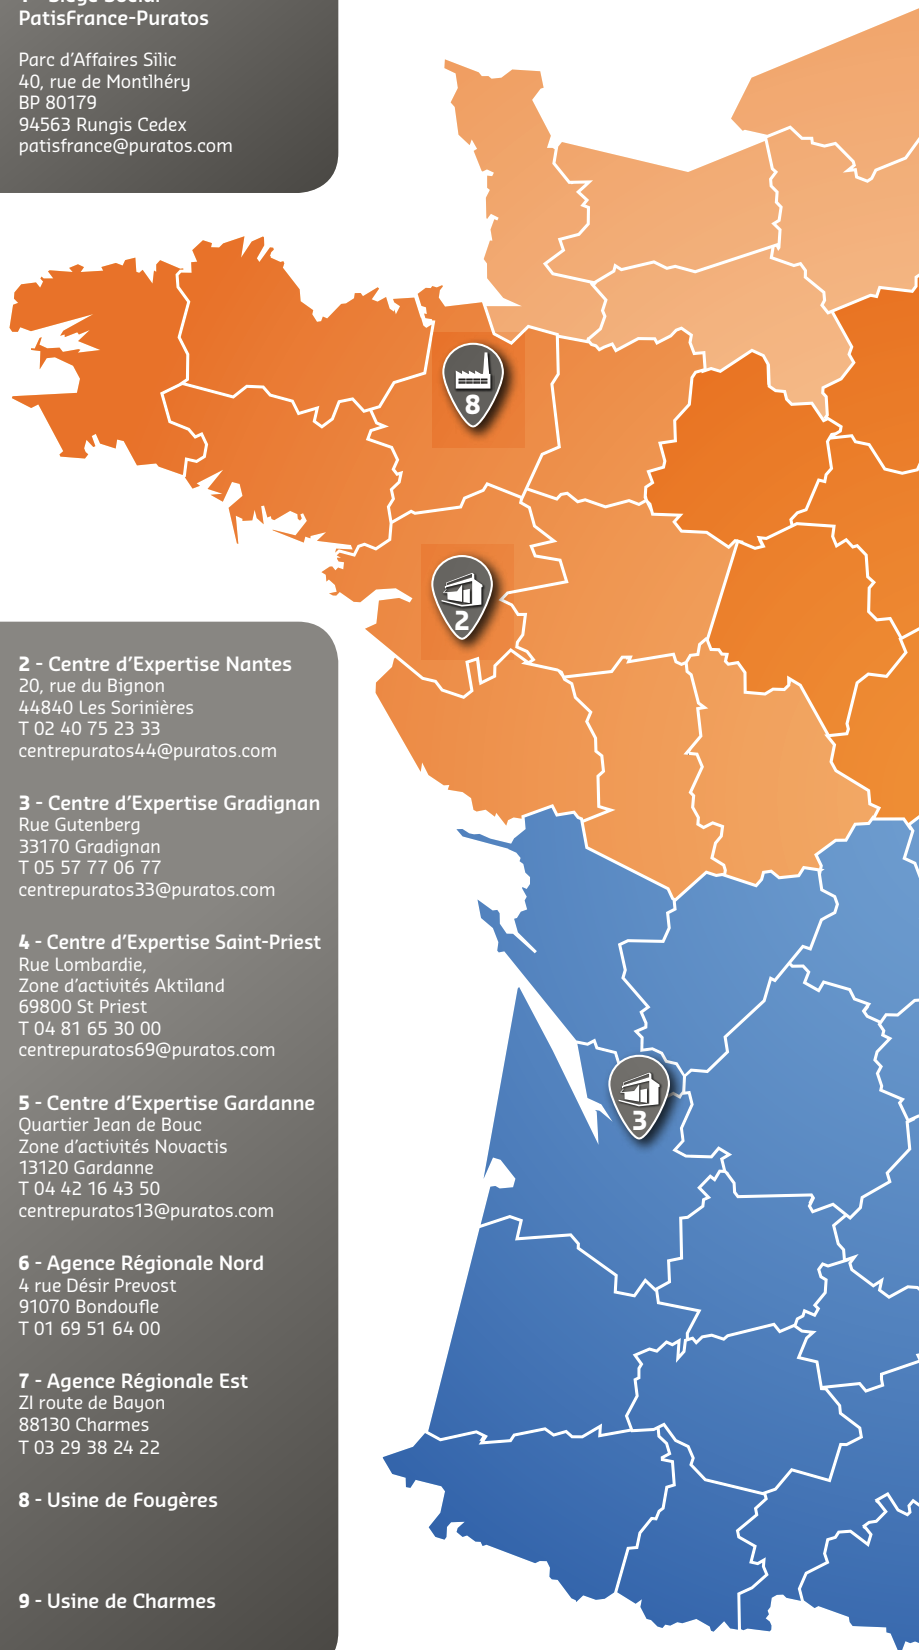 1 - Siège Social
PatisFrance-Puratos
Parc d'Affaires Silic
40, rue de Montlhéry
BP 80179
94563 Rungis Cedex
patisfrance@puratos.com
8
2
3
2 - Centre d'Expertise Nantes
20, rue du Bignon
44840 Les Sorinières
T 02 40 75 23 33
centrepuratos44@puratos.com
3 - Centre d'Expertise Gradignan
Rue Gutenberg
33170 Gradignan
T 05 57 77 06 77
centrepuratos33@puratos.com
4 - Centre d'Expertise Saint-Priest
Rue Lombardie,
Zone d'activités Aktiland
69800 St Priest
T 04 81 65 30 00
centrepuratos69@puratos.com
5 - Centre d'Expertise Gardanne
Quartier Jean de Bouc
Zone d'activités Novactis
13120 Gardanne
T 04 42 16 43 50
centrepuratos13@puratos.com
6 - Agence Régionale Nord
4 rue Désir Prevost
91070 Bondoufle
T 01 69 51 64 00
7 - Agence Régionale Est
ZI route de Bayon
88130 Charmes
T 03 29 38 24 22
8 - Usine de Fougères
9 - Usine de Charmes